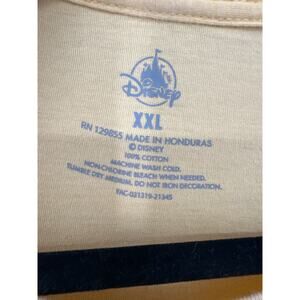 Disney
XXL
RN 129855 MADE IN HONDURAS
© DISNEY
100% COTTON
MACHINE WASH COLD.
NON-CHLORINE BLEACH WHEN NEEDED.
TUMBLE DRY MEDIUM. DO NOT IRON DECORATION.
FAC-031319-21345